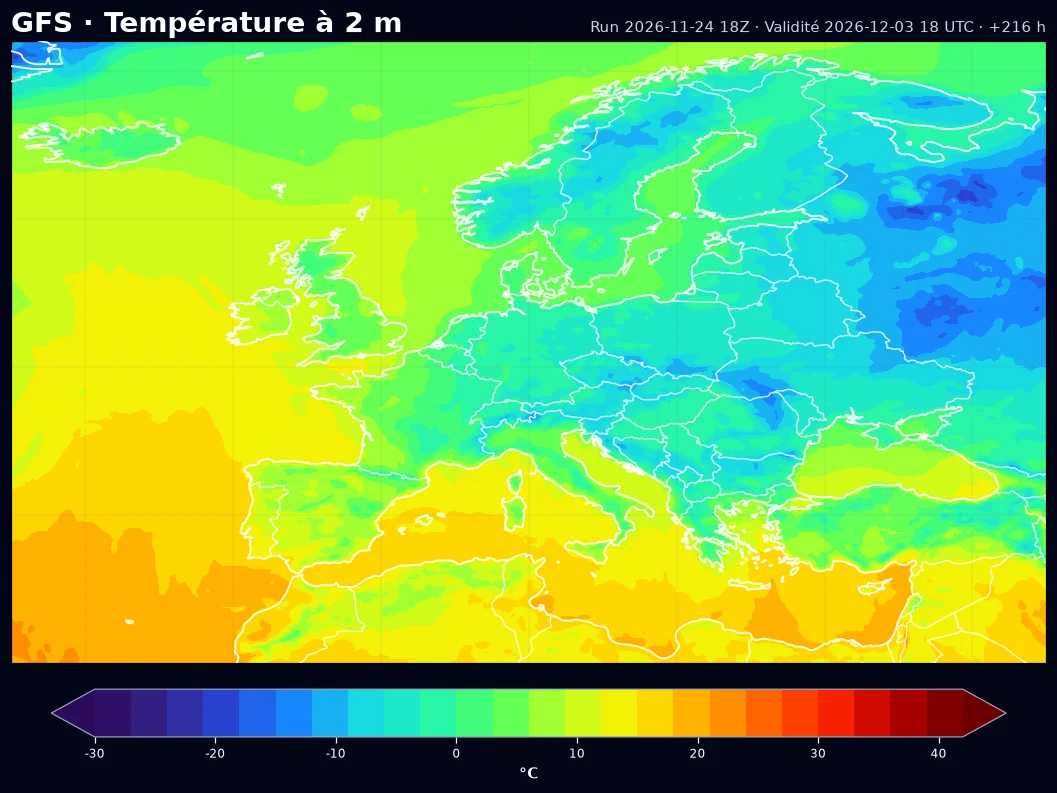 GFS · Température à 2 m
Run 2026-11-24 18Z · Validité 2026-12-03 18 UTC · +216 h
-30 -20 -10 0 10 20 30 40
°C